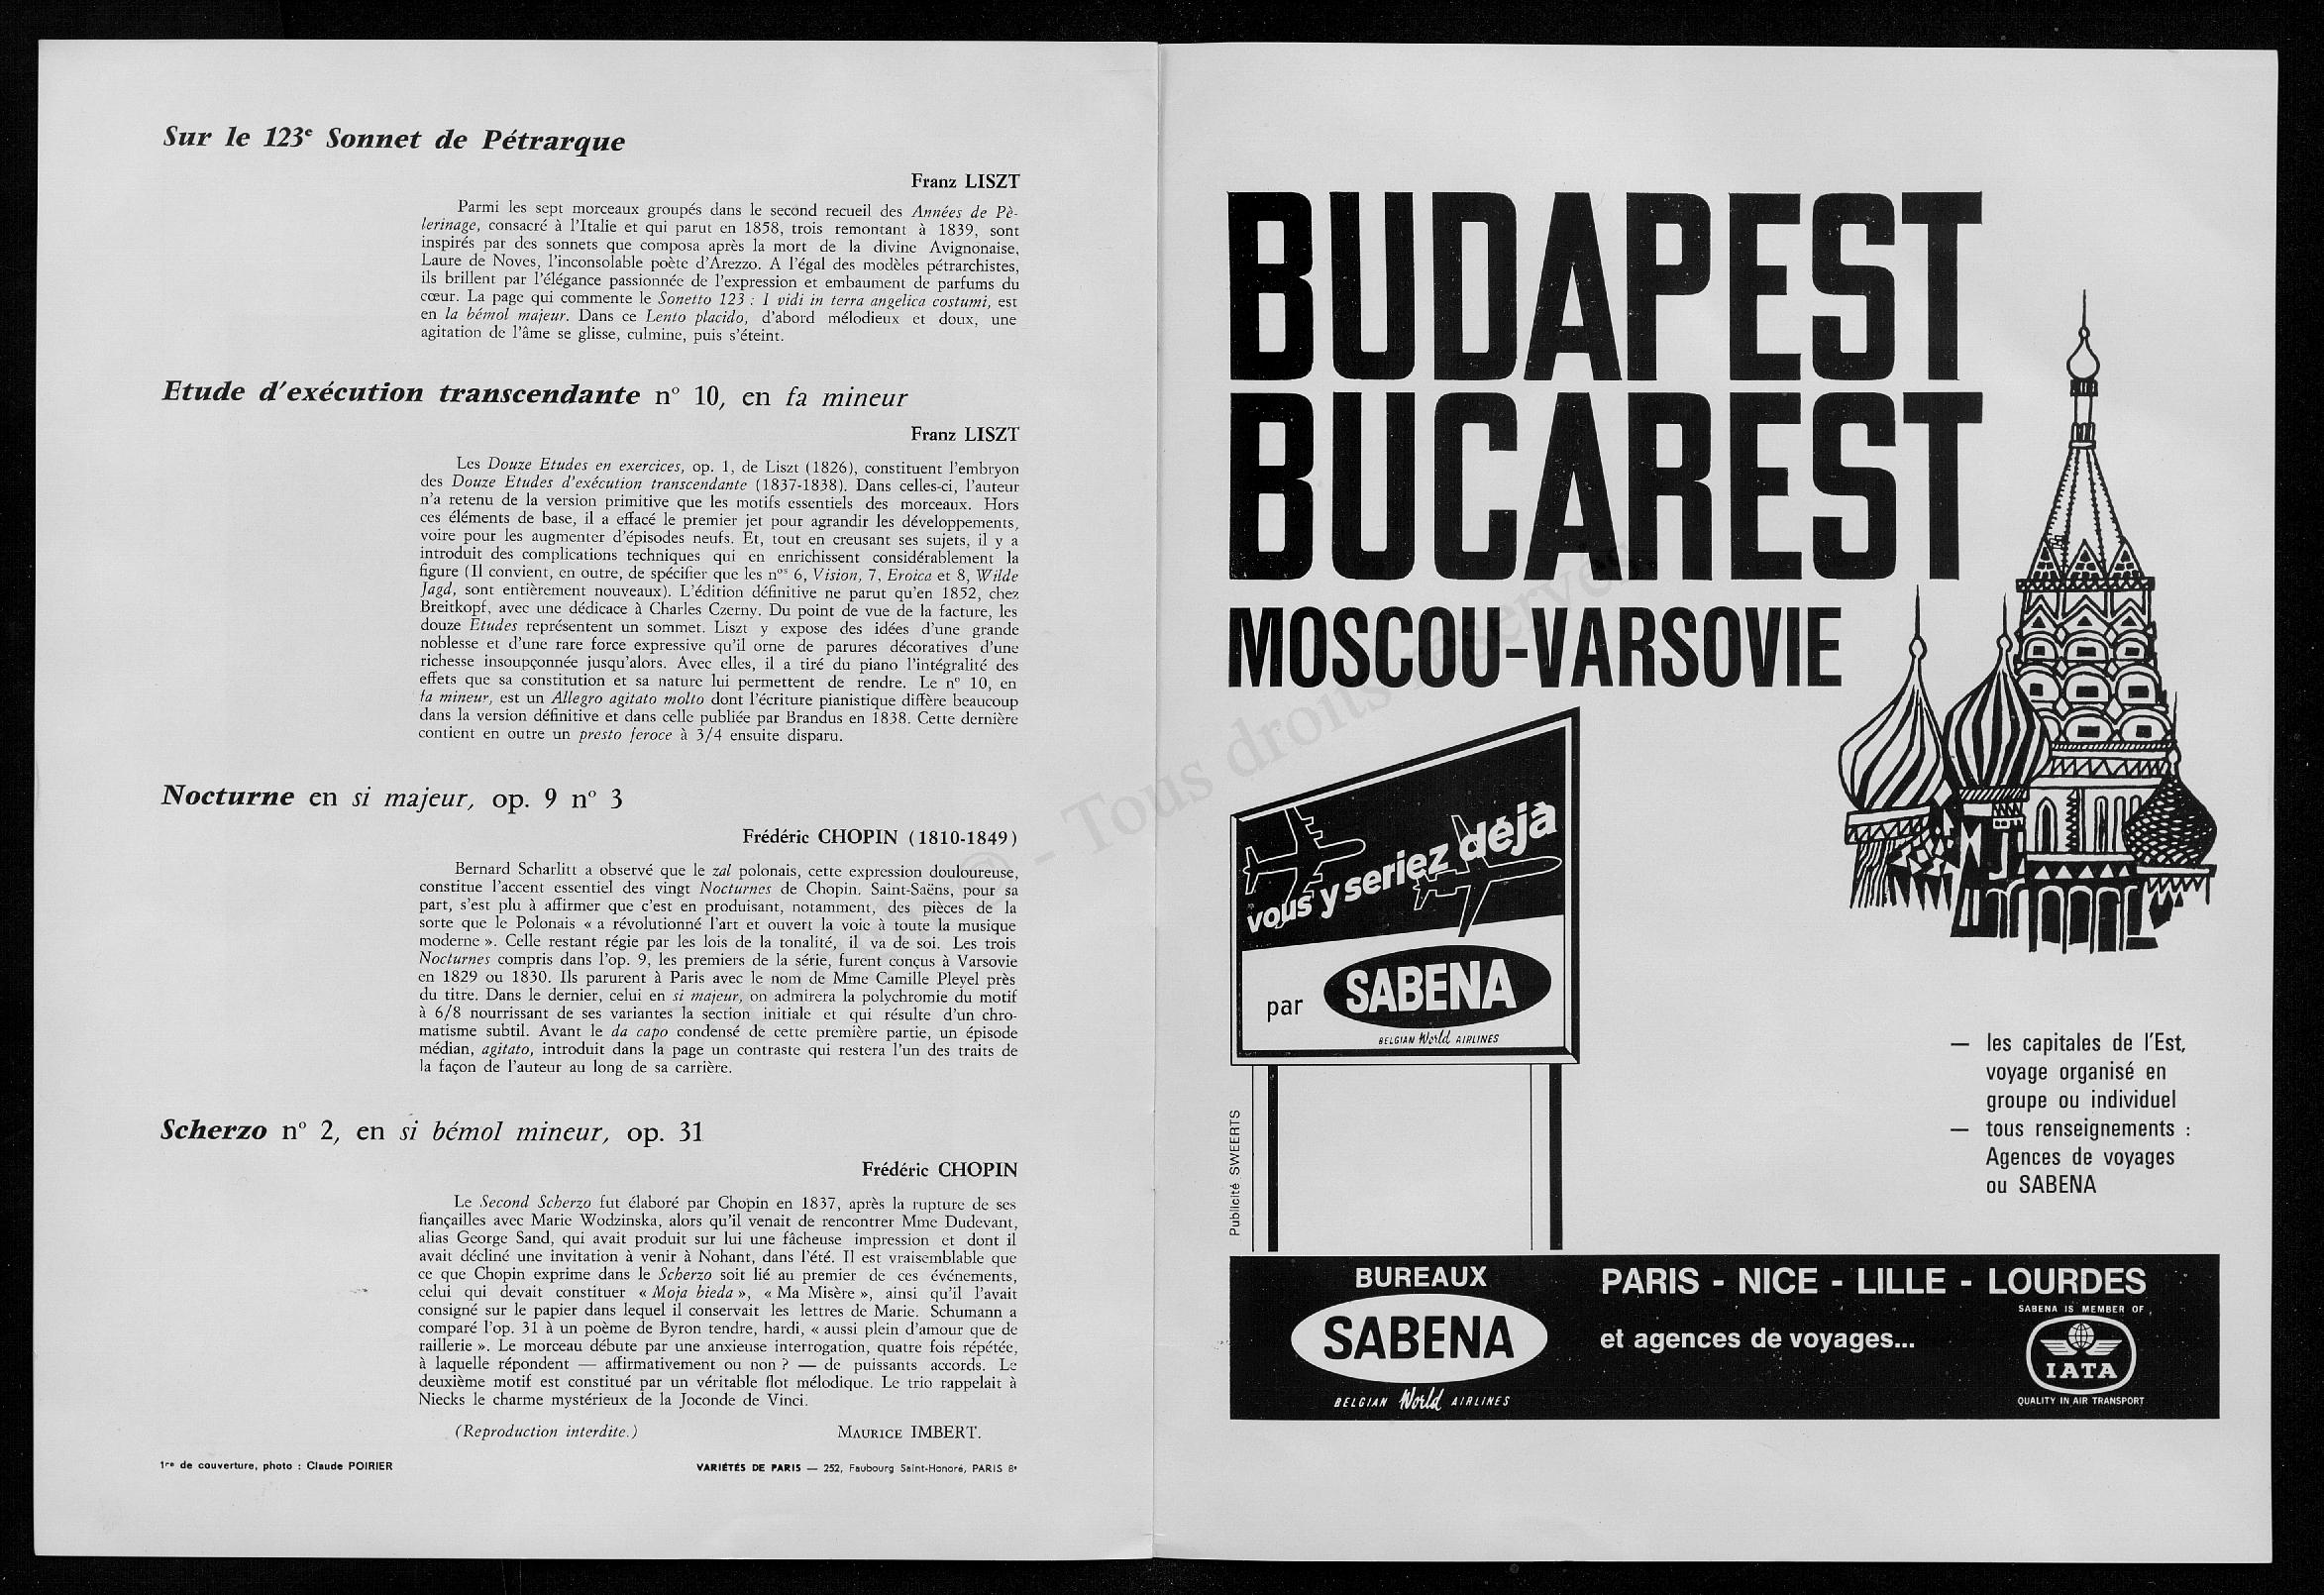 Sur le 123e Sonnet de Pétrarque
Franz LISZT
Parmi les sept morceaux groupés dans le second recueil des Années de Pè-
lerinage, consacré à l'Italie et qui parut en 1858, trois remontant à 1839, sont
inspirés par des sonnets que composa après la mort de la divine Avignonaise,
Laure de Noves, l'inconsolable poète d'Arezzo. A l'égal des modèles pétrarchistes,
ils brillent par l'élégance passionnée de l'expression et embaument de parfums du
cœur. La page qui commente le Sonetto 123 : I vidi in terra angelica costumi, est
en la bémol majeur. Dans ce Lento placido, d'abord mélodieux et doux, une
agitation de l'âme se glisse, culmine, puis s'éteint.
Etude d'exécution transcendante n° 10, en fa mineur
Franz LISZT
Les Douze Etudes en exercices, op. 1, de Liszt (1826), constituent l'embryon
des Douze Etudes d'exécution transcendante (1837-1838). Dans celles-ci, l'auteur
n'a retenu de la version primitive que les motifs essentiels des morceaux. Hors
ces éléments de base, il a effacé le premier jet pour agrandir les développements,
voire pour les augmenter d'épisodes neufs. Et, tout en creusant ses sujets, il y a
introduit des complications techniques qui en enrichissent considérablement la
figure (Il convient, en outre, de spécifier que les nos 6, Vision, 7, Eroica et 8, Wilde
Jagd, sont entièrement nouveaux). L'édition définitive ne parut qu'en 1852, chez
Breitkopf, avec une dédicace à Charles Czerny. Du point de vue de la facture, les
douze Etudes représentent un sommet. Liszt y expose des idées d'une grande
noblesse et d'une rare force expressive qu'il orne de parures décoratives d'une
richesse insoupçonnée jusqu'alors. Avec elles, il a tiré du piano l'intégralité des
effets que sa constitution et sa nature lui permettent de rendre. Le n° 10, en
fa mineur, est un Allegro agitato molto dont l'écriture pianistique diffère beaucoup
dans la version définitive et dans celle publiée par Brandus en 1838. Cette dernière
contient en outre un presto feroce à 3/4 ensuite disparu.
Nocturne en si majeur, op. 9 n° 3
Frédéric CHOPIN (1810-1849)
Bernard Scharlitt a observé que le zal polonais, cette expression douloureuse,
constitue l'accent essentiel des vingt Nocturnes de Chopin. Saint-Saëns, pour sa
part, s'est plu à affirmer que c'est en produisant, notamment, des pièces de la
sorte que le Polonais « a révolutionné l'art et ouvert la voie à toute la musique
moderne ». Celle restant régie par les lois de la tonalité, il va de soi. Les trois
Nocturnes compris dans l'op. 9, les premiers de la série, furent conçus à Varsovie
en 1829 ou 1830. Ils parurent à Paris avec le nom de Mme Camille Pleyel près
du titre. Dans le dernier, celui en si majeur, on admirera la polychromie du motif
à 6/8 nourrissant de ses variantes la section initiale et qui résulte d'un chro-
matisme subtil. Avant le da capo condensé de cette première partie, un épisode
médian, agitato, introduit dans la page un contraste qui restera l'un des traits de
la façon de l'auteur au long de sa carrière.
Scherzo n° 2, en si bémol mineur, op. 31
Frédéric CHOPIN
Le Second Scherzo fut élaboré par Chopin en 1837, après la rupture de ses
fiançailles avec Marie Wodzinska, alors qu'il venait de rencontrer Mme Dudevant,
alias George Sand, qui avait produit sur lui une fâcheuse impression et dont il
avait décliné une invitation à venir à Nohant, dans l'été. Il est vraisemblable que
ce que Chopin exprime dans le Scherzo soit lié au premier de ces événements,
celui qui devait constituer « Moja bieda », « Ma Misère », ainsi qu'il l'avait
consigné sur le papier dans lequel il conservait les lettres de Marie. Schumann a
comparé l'op. 31 à un poème de Byron tendre, hardi, « aussi plein d'amour que de
raillerie ». Le morceau débute par une anxieuse interrogation, quatre fois répétée,
à laquelle répondent — affirmativement ou non ? — de puissants accords. Le
deuxième motif est constitué par un véritable flot mélodique. Le trio rappelait à
Niecks le charme mystérieux de la Joconde de Vinci.
(Reproduction interdite.) MAURICE IMBERT.
1re de couverture, photo : Claude POIRIER
VARIÉTÉS DE PARIS — 252, Faubourg Saint-Honoré, PARIS 8e
BUDAPEST
BUCAREST
MOSCOU-VARSOVIE
vous y seriez déjà
par SABENA
BELGIAN World AIRLINES
— les capitales de l'Est,
voyage organisé en
groupe ou individuel
— tous renseignements :
Agences de voyages
ou SABENA
Publicité SWEERTS
BUREAUX
SABENA
BELGIAN World AIRLINES
PARIS - NICE - LILLE - LOURDES
et agences de voyages...
SABENA IS MEMBER OF
IATA
QUALITY IN AIR TRANSPORT
© - Tous droits réservés